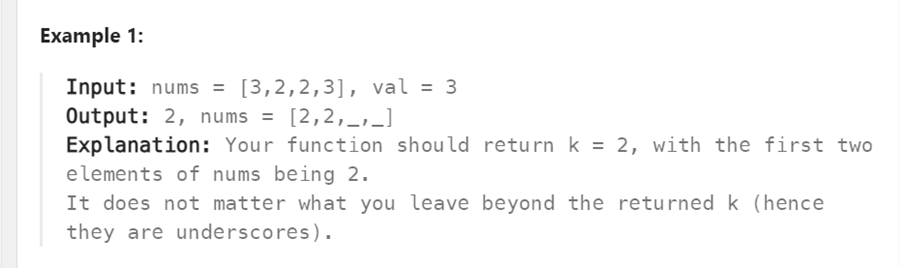 Example 1:
Input: nums = [3,2,2,3], val = 3
Output: 2, nums = [2,2,_,_]
Explanation: Your function should return k = 2, with the first two
elements of nums being 2.
It does not matter what you leave beyond the returned k (hence
they are underscores).